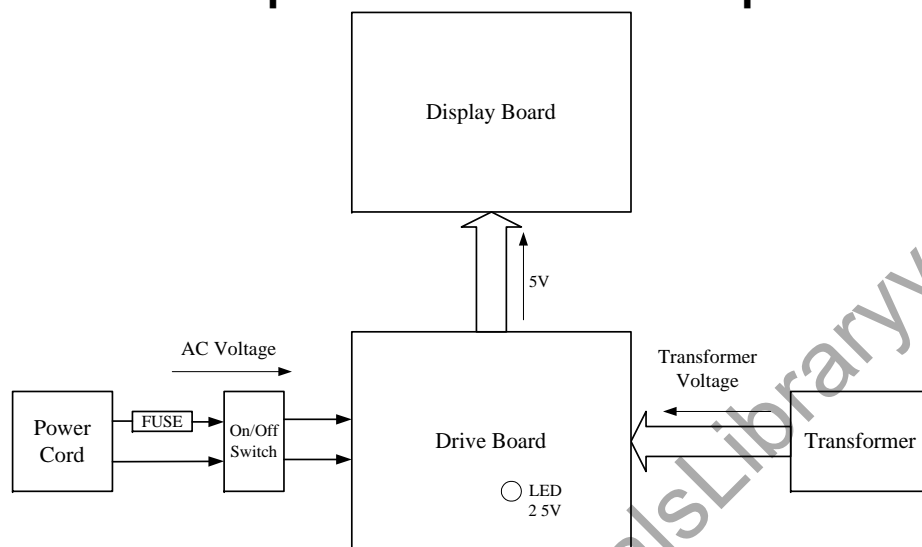 Display Board
5V
AC Voltage
Transformer
Voltage
Power
Cord
FUSE
On/Off
Switch
Drive Board
Transformer
LED
2 5V